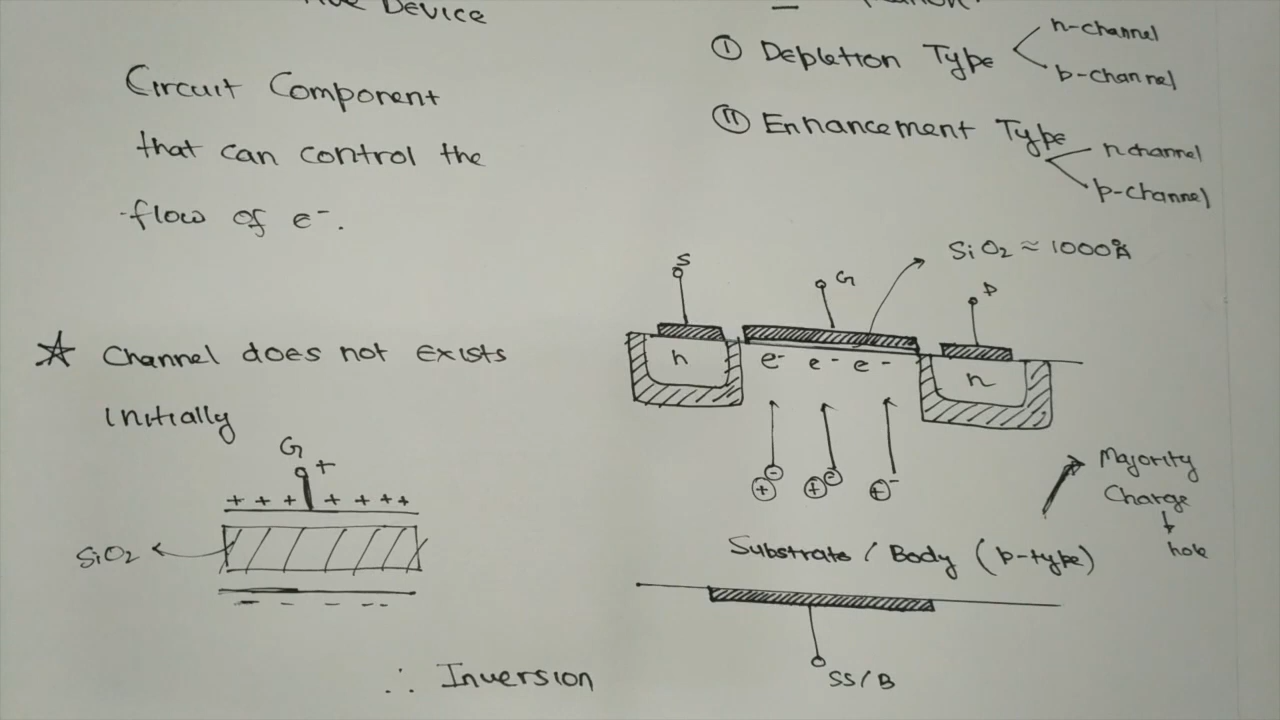 Device
Circuit Component
that can control the
flow of e⁻.
① Depletion Type
n-channel
p-channel
② Enhancement Type
n channel
p-channel
☆ Channel does not exists
initially
G
+
+ + + + + + +
SiO₂
- - - - -
∴ Inversion
SiO₂ ≈ 1000Å
S
G
D
n
e⁻ e⁻ e⁻
n
+ - + e + -
Majority
Charge
↓
hole
Substrate / Body (p-type)
SS/B